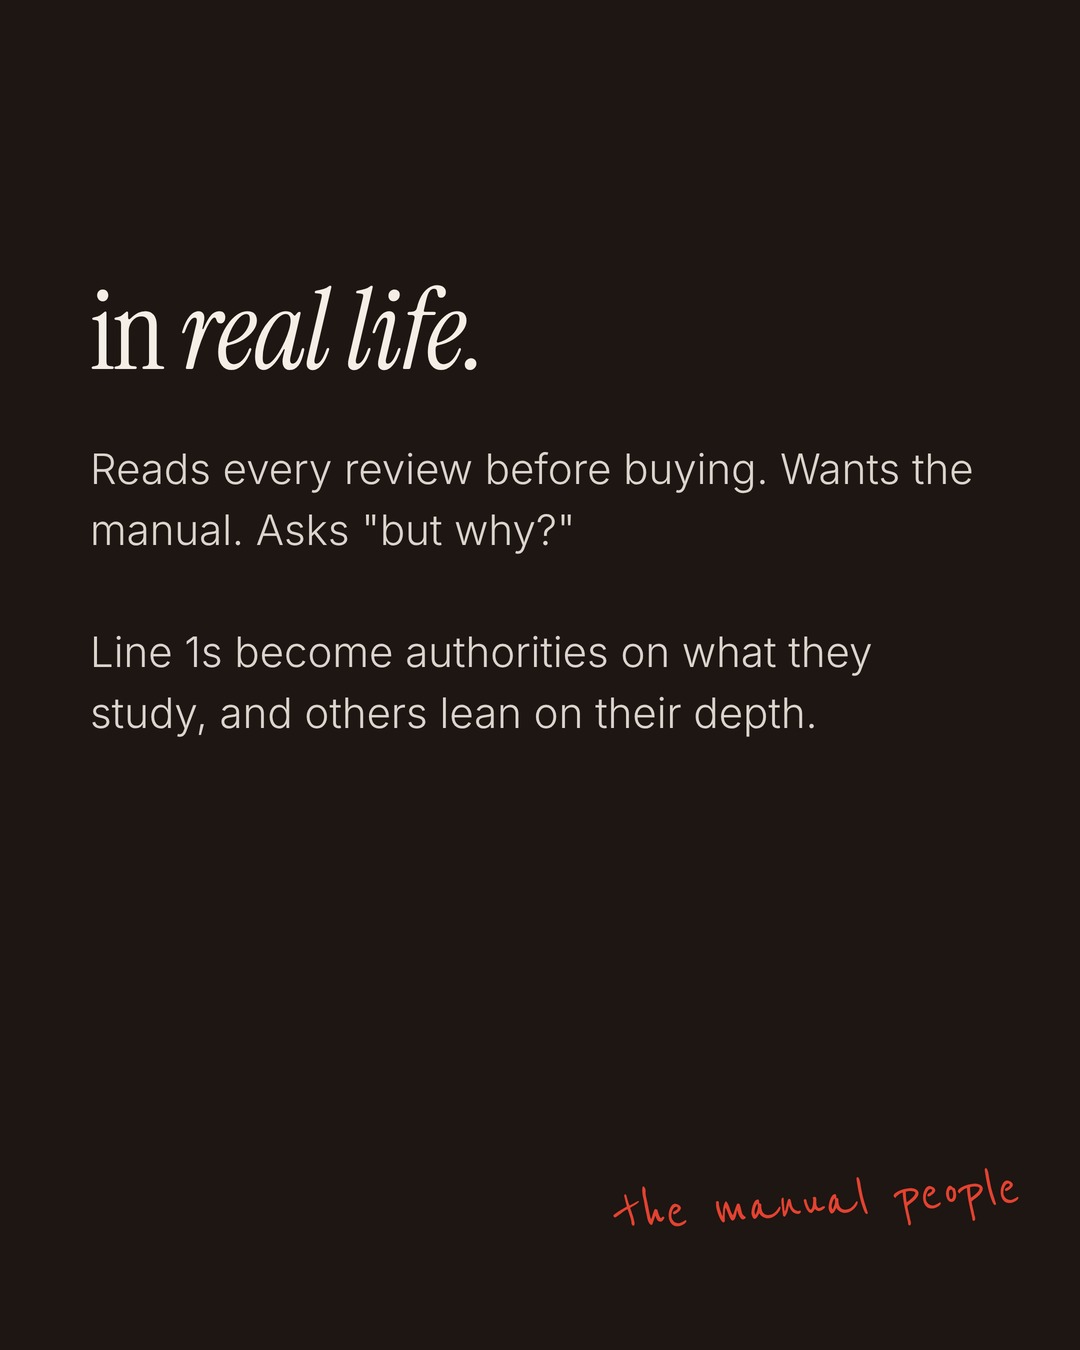 in real life.
Reads every review before buying. Wants the
manual. Asks "but why?"
Line 1s become authorities on what they
study, and others lean on their depth.
the manual people